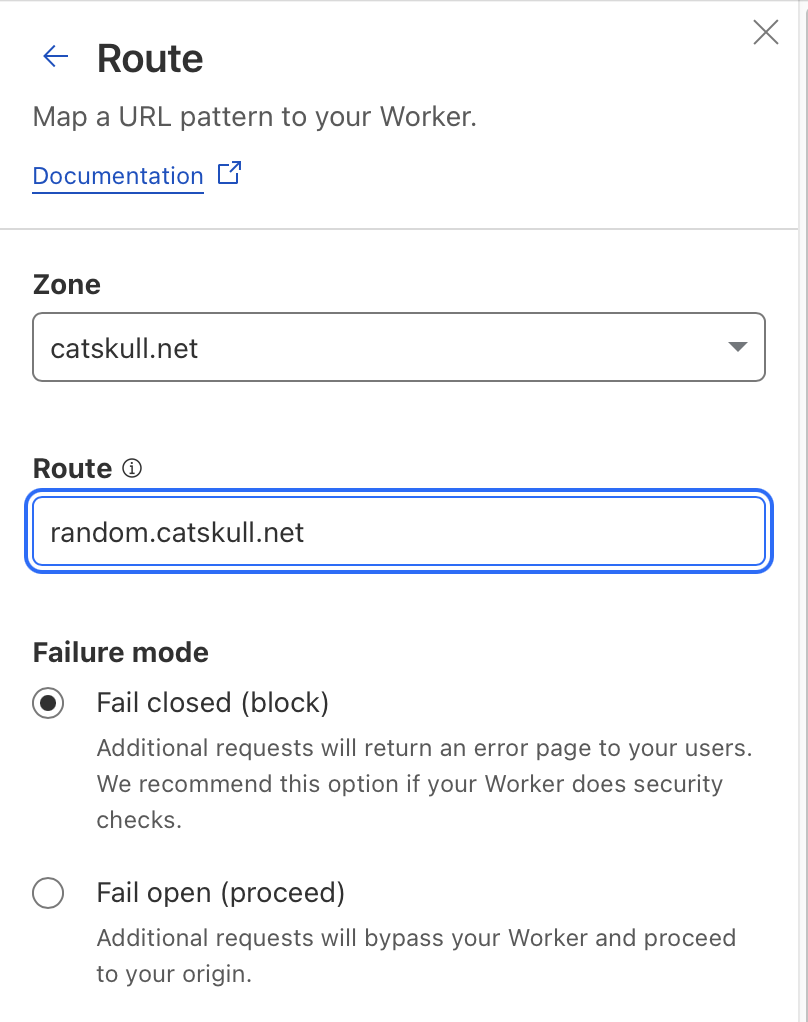 Route
Map a URL pattern to your Worker.
Documentation
Zone
catskull.net
Route
random.catskull.net
Failure mode
Fail closed (block)
Additional requests will return an error page to your users.
We recommend this option if your Worker does security
checks.
Fail open (proceed)
Additional requests will bypass your Worker and proceed
to your origin.